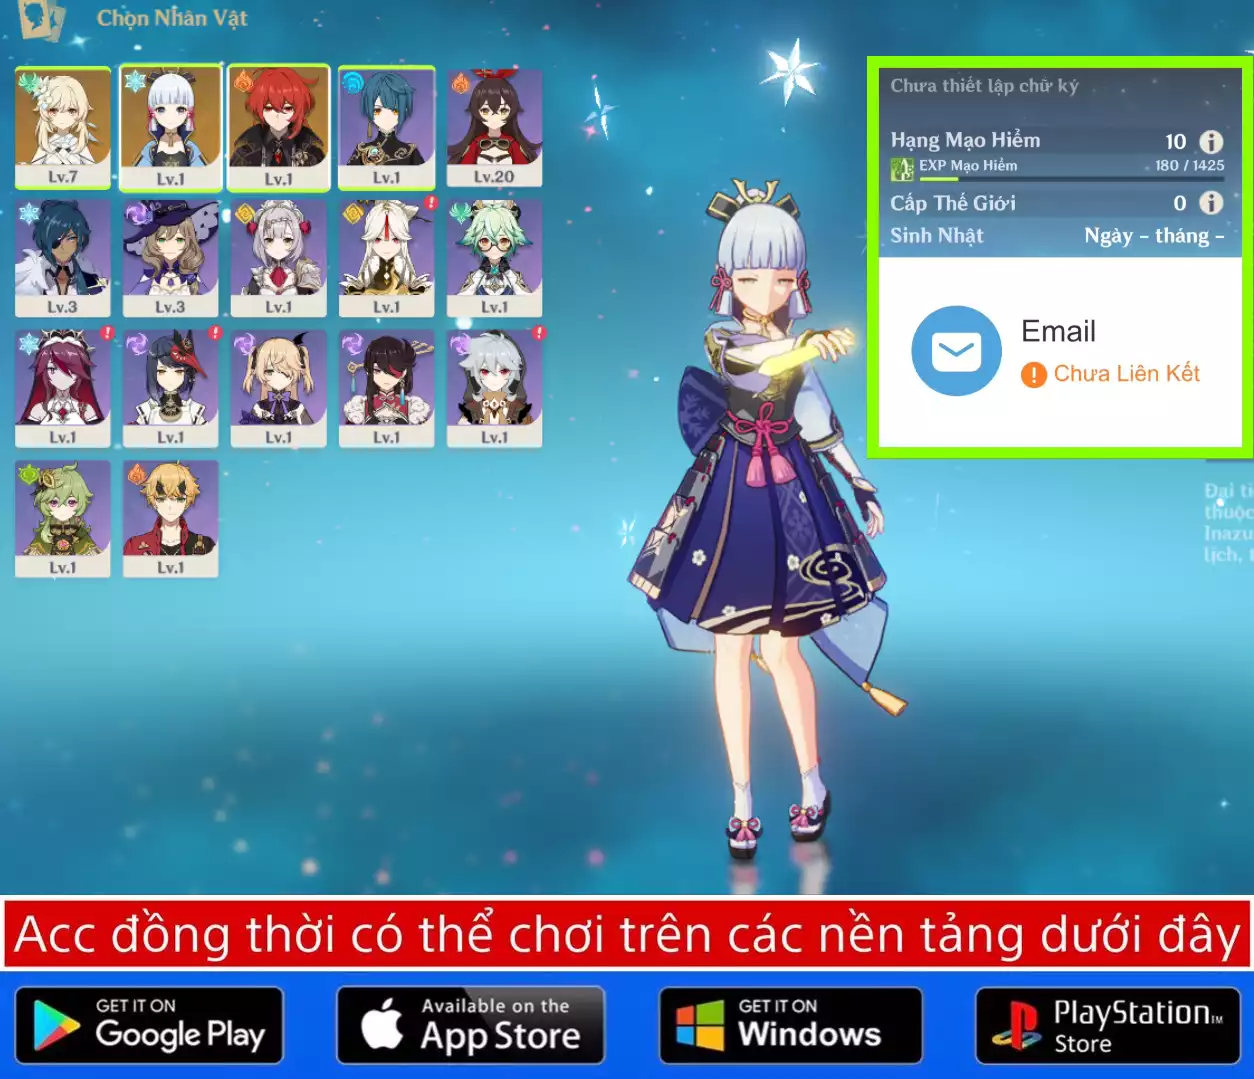 Chọn Nhân Vật
Lv.7
Lv.1
Lv.1
Lv.1
Lv.20
Lv.3
Lv.3
Lv.1
Lv.1
Lv.1
Lv.1
Lv.1
Lv.1
Lv.1
Lv.1
Lv.1
Lv.1
Chưa thiết lập chữ ký
Hạng Mạo Hiểm 10
EXP Mạo Hiểm 180 / 1425
Cấp Thế Giới 0
Sinh Nhật Ngày - tháng -
Email
Chưa Liên Kết
Đại
thuộc
lịch,
Acc đồng thời có thể chơi trên các nền tảng dưới đây
GET IT ON
Google Play
Available on the
App Store
GET IT ON
Windows
PlayStation™
Store